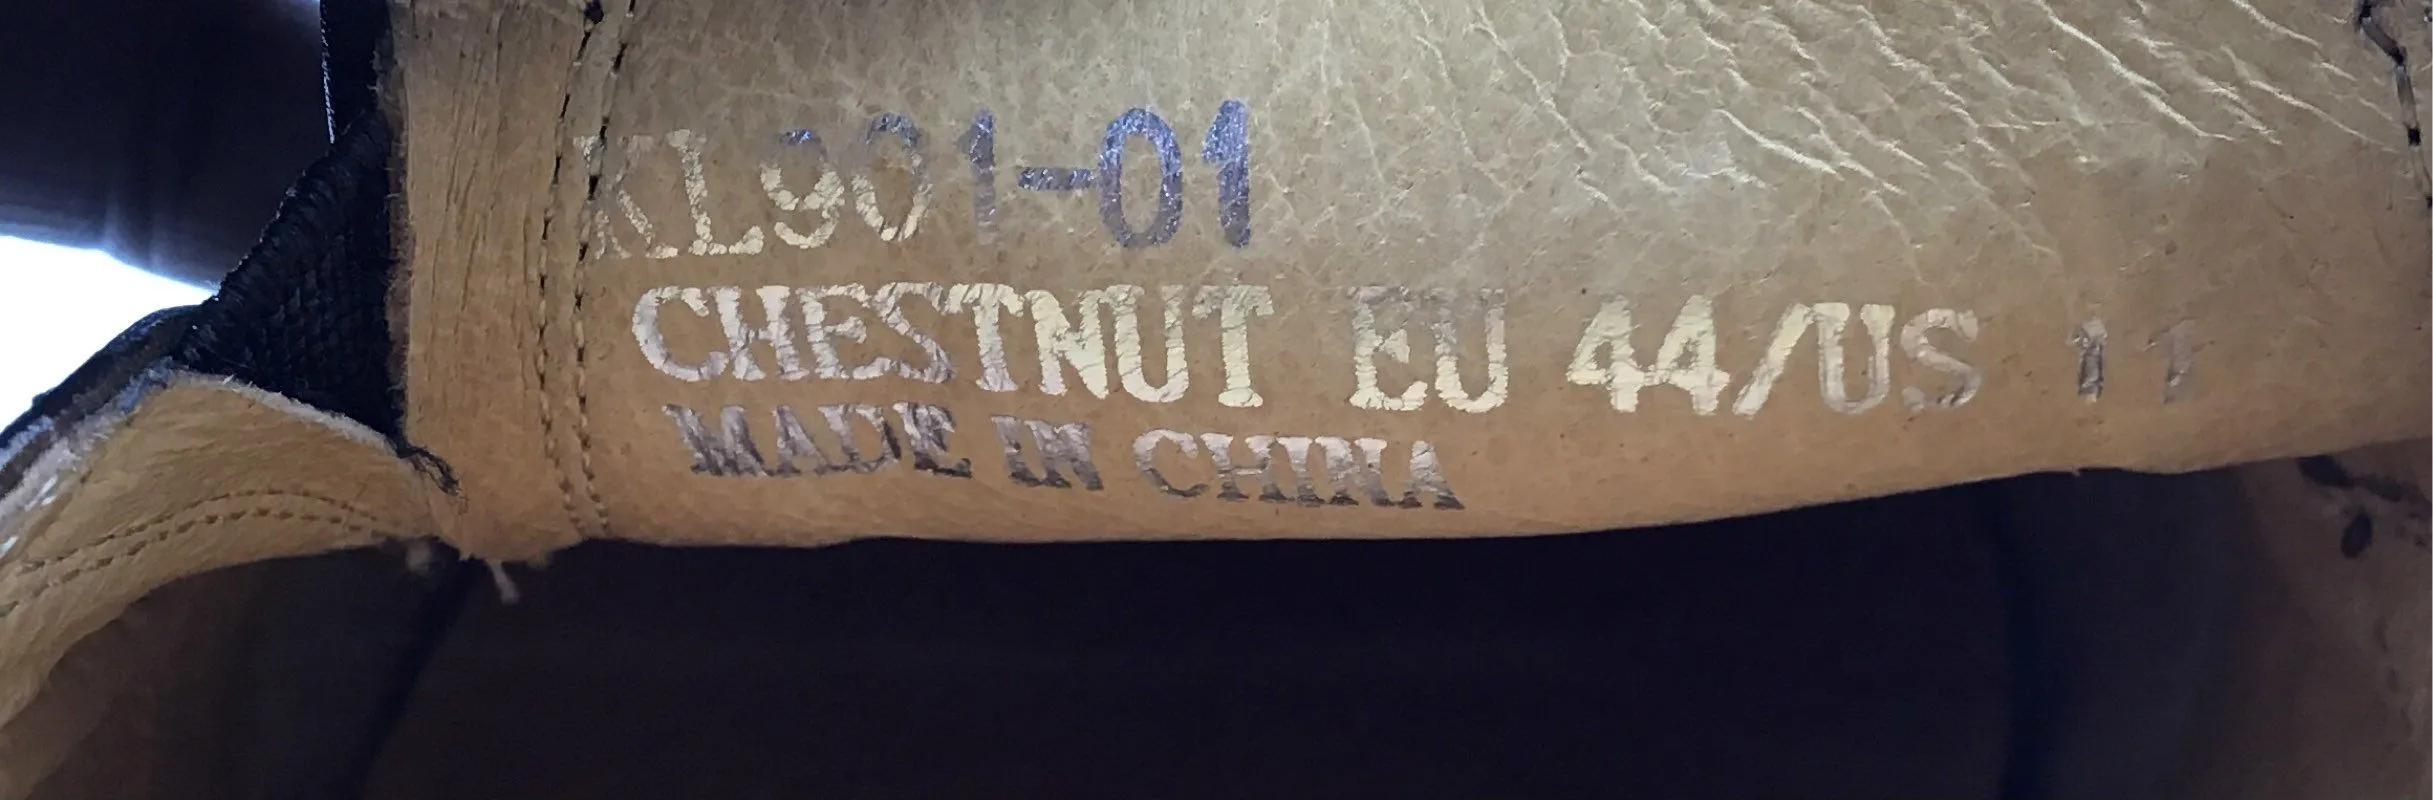 KL901-01
CHESTNUT EU 44/US 11
MADE IN CHINA